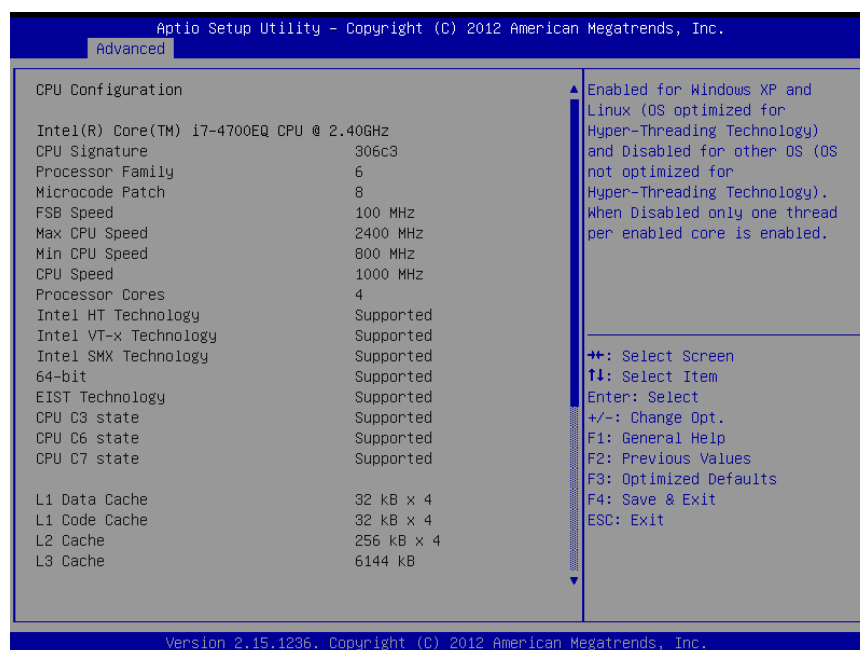 Aptio Setup Utility – Copyright (C) 2012 American Megatrends, Inc.
Advanced
CPU Configuration
Intel(R) Core(TM) i7-4700EQ CPU @ 2.40GHz
CPU Signature 306c3
Processor Family 6
Microcode Patch 8
FSB Speed 100 MHz
Max CPU Speed 2400 MHz
Min CPU Speed 800 MHz
CPU Speed 1000 MHz
Processor Cores 4
Intel HT Technology Supported
Intel VT-x Technology Supported
Intel SMX Technology Supported
64-bit Supported
EIST Technology Supported
CPU C3 state Supported
CPU C6 state Supported
CPU C7 state Supported
L1 Data Cache 32 kB x 4
L1 Code Cache 32 kB x 4
L2 Cache 256 kB x 4
L3 Cache 6144 kB
Enabled for Windows XP and
Linux (OS optimized for
Hyper-Threading Technology)
and Disabled for other OS (OS
not optimized for
Hyper-Threading Technology).
When Disabled only one thread
per enabled core is enabled.
→←: Select Screen
↑↓: Select Item
Enter: Select
+/-: Change Opt.
F1: General Help
F2: Previous Values
F3: Optimized Defaults
F4: Save & Exit
ESC: Exit
Version 2.15.1236. Copyright (C) 2012 American Megatrends, Inc.